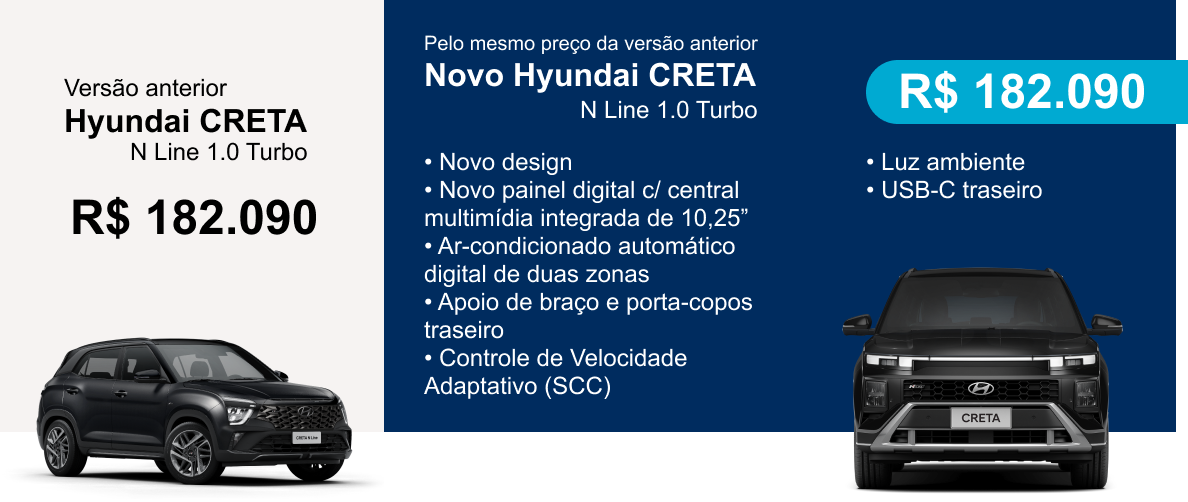 Versão anterior
Hyundai CRETA
N Line 1.0 Turbo
R$ 182.090
CRETA N Line
Pelo mesmo preço da versão anterior
Novo Hyundai CRETA
N Line 1.0 Turbo
• Novo design
• Novo painel digital c/ central
multimídia integrada de 10,25”
• Ar-condicionado automático
digital de duas zonas
• Apoio de braço e porta-copos
traseiro
• Controle de Velocidade
Adaptativo (SCC)
R$ 182.090
• Luz ambiente
• USB-C traseiro
CRETA